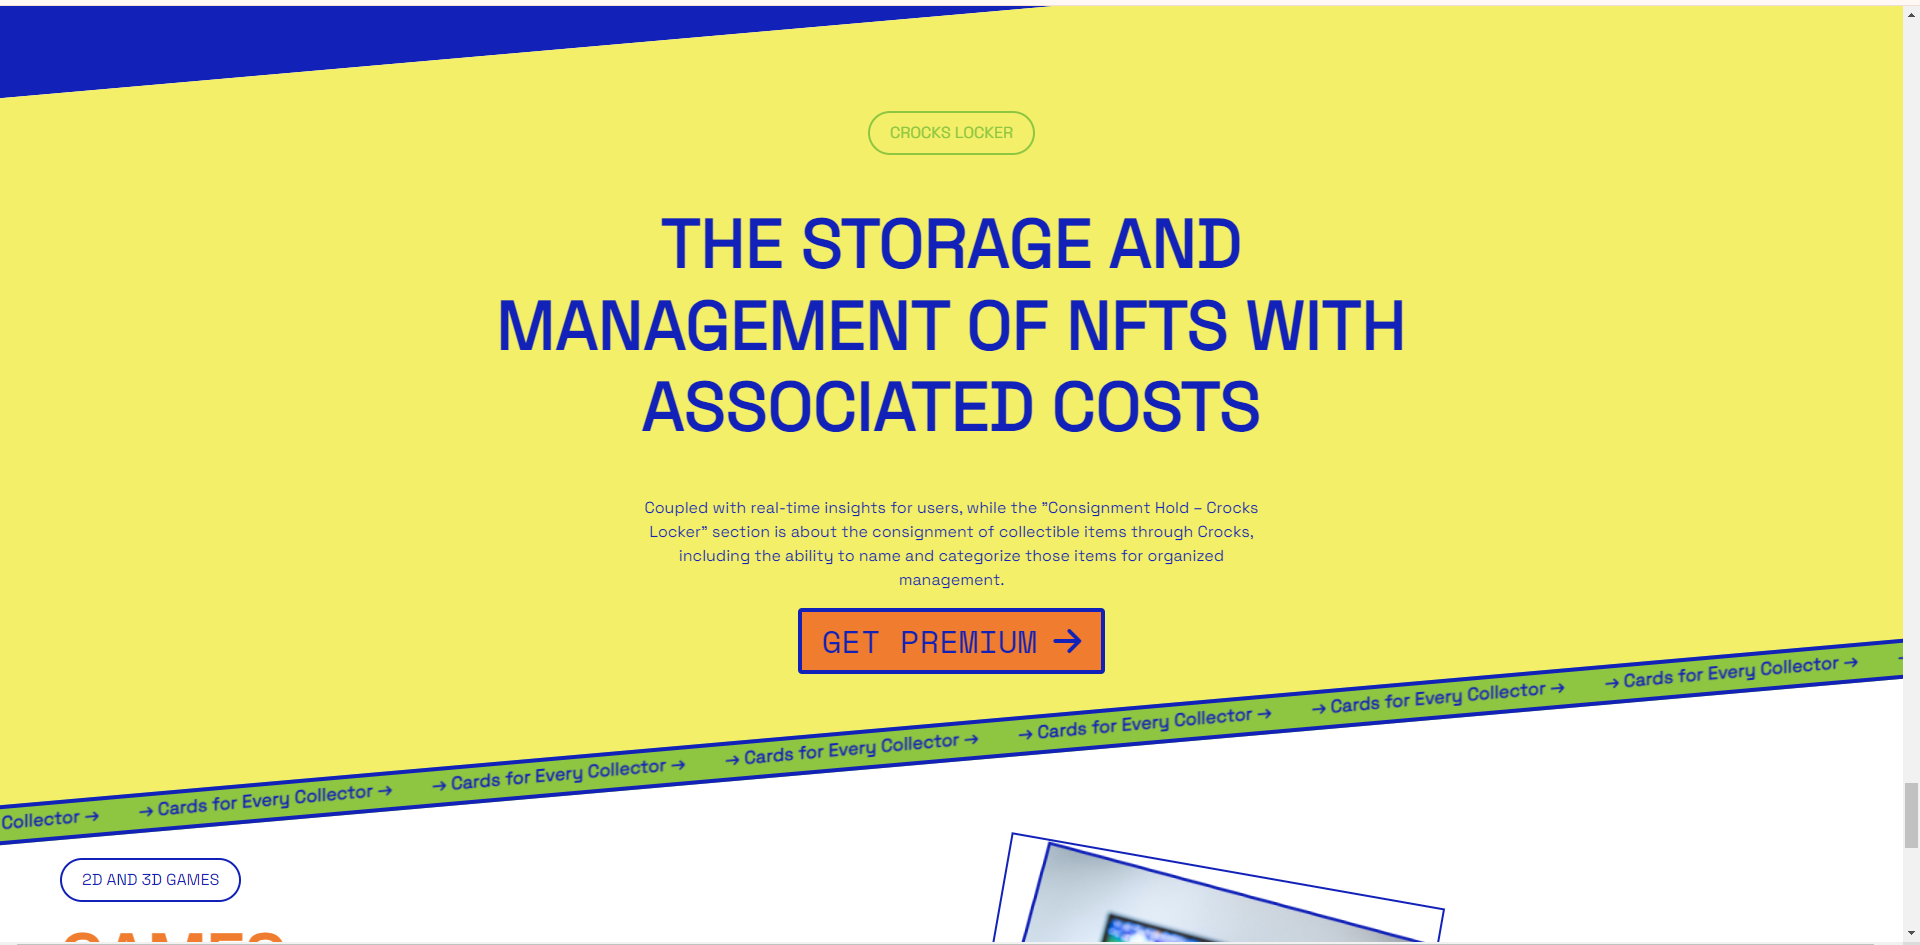 CROCKS LOCKER
THE STORAGE AND
MANAGEMENT OF NFTS WITH
ASSOCIATED COSTS
Coupled with real-time insights for users, while the ”Consignment Hold – Crocks
Locker” section is about the consignment of collectible items through Crocks,
including the ability to name and categorize those items for organized
management.
GET PREMIUM →
Collector → → Cards for Every Collector → → Cards for Every Collector → → Cards for Every Collector → → Cards for Every Collector → → Cards for Every Collector → → Cards for Every Collector →
2D AND 3D GAMES
GAMES